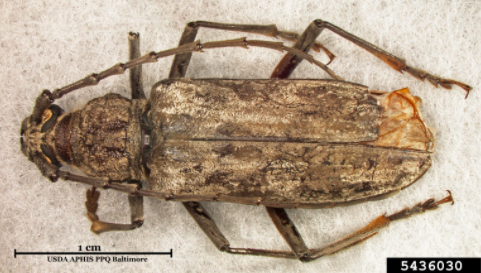 1 cm
USDA APHIS PPQ Baltimore
5436030